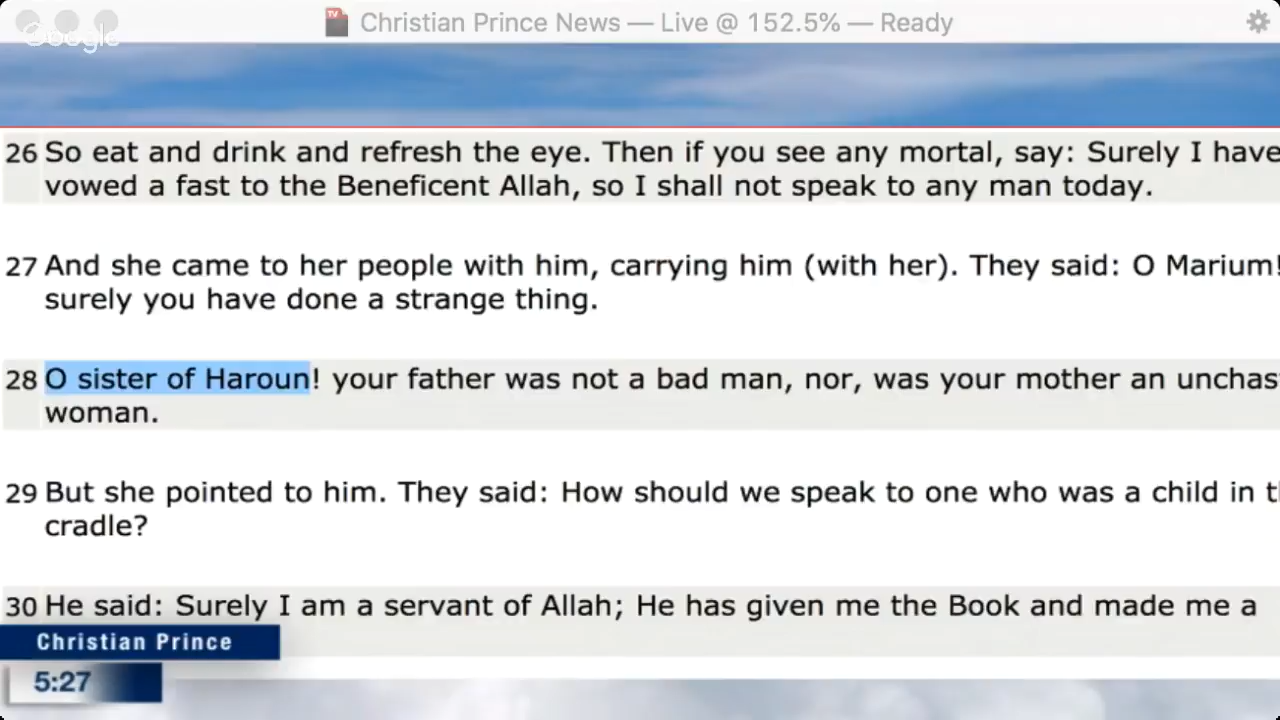 Google
TV
Christian Prince News — Live @ 152.5% — Ready
26 So eat and drink and refresh the eye. Then if you see any mortal, say: Surely I have
vowed a fast to the Beneficent Allah, so I shall not speak to any man today.
27 And she came to her people with him, carrying him (with her). They said: O Marium!
surely you have done a strange thing.
28 O sister of Haroun! your father was not a bad man, nor, was your mother an unchast
woman.
29 But she pointed to him. They said: How should we speak to one who was a child in th
cradle?
30 He said: Surely I am a servant of Allah; He has given me the Book and made me a
Christian Prince
5:27